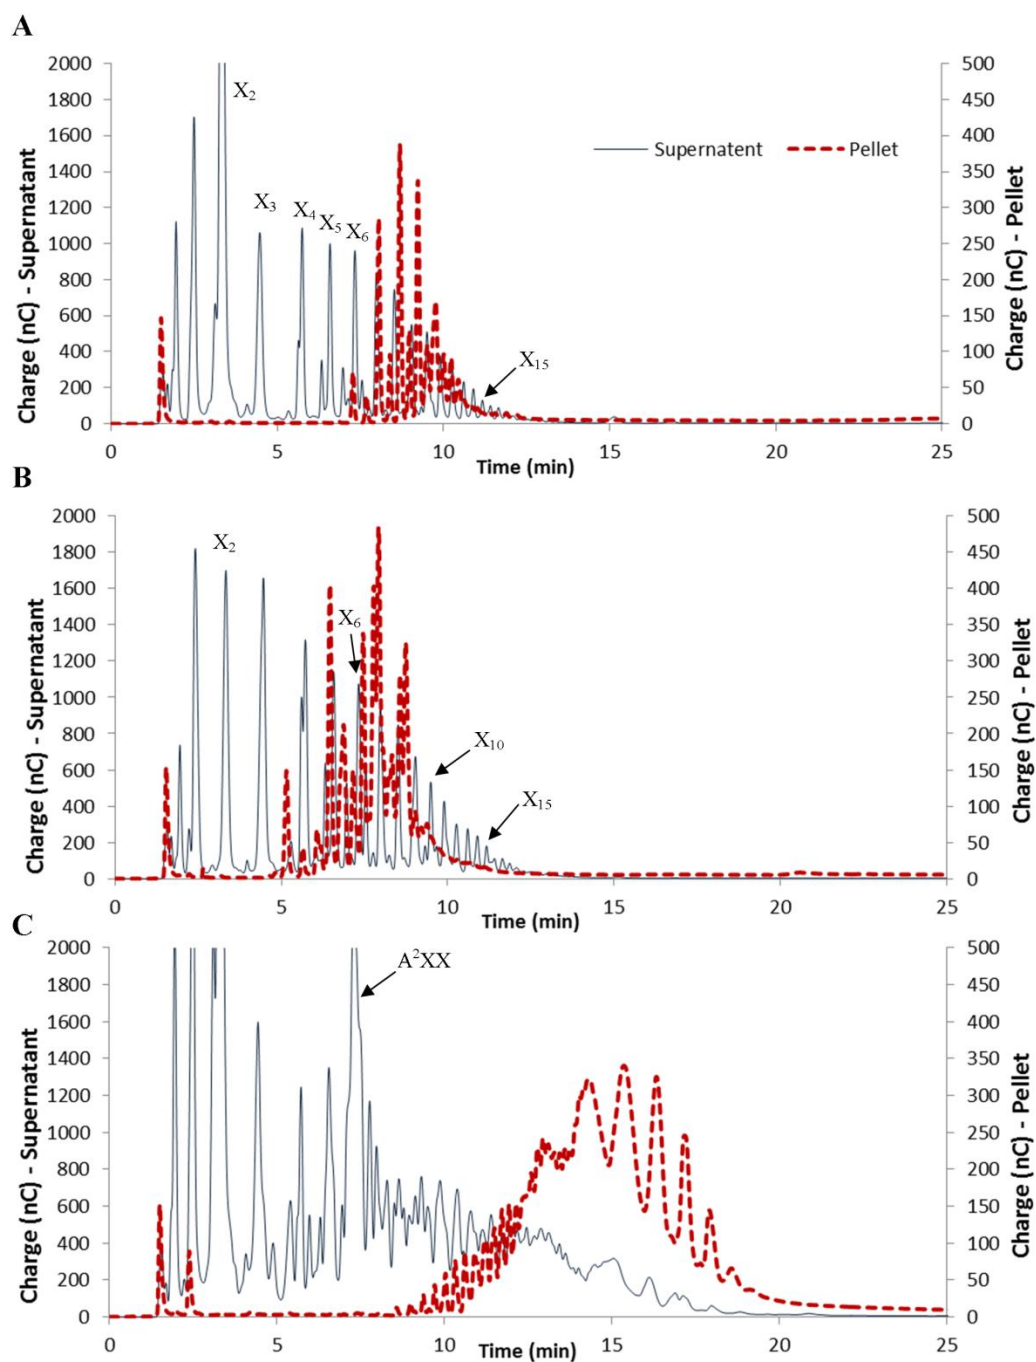 A
Charge (nC) - Supernatant
2000
1800
1600
1400
1200
1000
800
600
400
200
0
X₂
X₃
X₄
X₅
X₆
X₁₅
Supernatent
Pellet
500
450
400
350
300
250
200
150
100
50
0
Charge (nC) - Pellet
0 5 10 15 20 25
Time (min)
B
Charge (nC) - Supernatant
2000
1800
1600
1400
1200
1000
800
600
400
200
0
X₂
X₆
X₁₀
X₁₅
500
450
400
350
300
250
200
150
100
50
0
Charge (nC) - Pellet
0 5 10 15 20 25
Time (min)
C
Charge (nC) - Supernatant
2000
1800
1600
1400
1200
1000
800
600
400
200
0
A²XX
500
450
400
350
300
250
200
150
100
50
0
Charge (nC) - Pellet
0 5 10 15 20 25
Time (min)